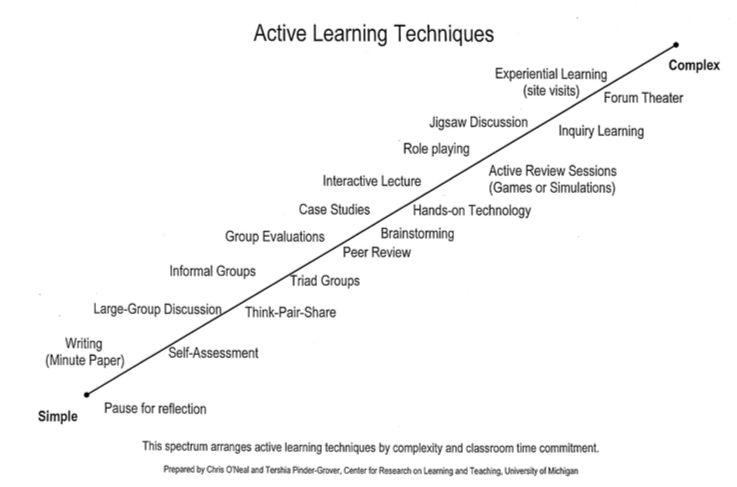 Active Learning Techniques
Complex
Experiential Learning
(site visits)
Forum Theater
Jigsaw Discussion
Inquiry Learning
Role playing
Active Review Sessions
(Games or Simulations)
Interactive Lecture
Case Studies
Hands-on Technology
Group Evaluations
Brainstorming
Peer Review
Informal Groups
Triad Groups
Large-Group Discussion
Think-Pair-Share
Writing
(Minute Paper)
Self-Assessment
Simple
Pause for reflection
This spectrum arranges active learning techniques by complexity and classroom time commitment.
Prepared by Chris O'Neal and Tershia Pinder-Grover, Center for Research on Learning and Teaching, University of Michigan